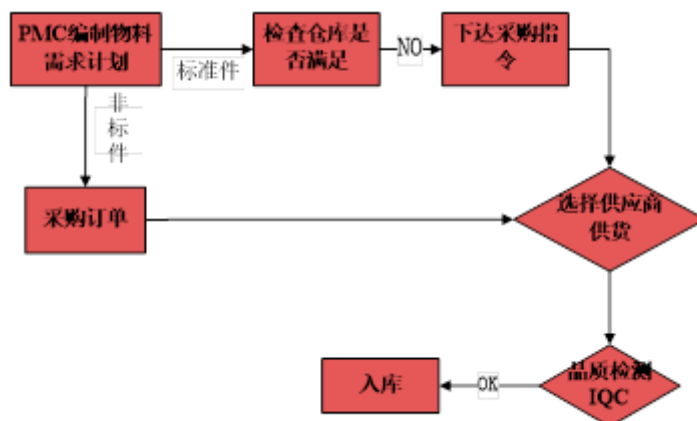 PMC编制物料
需求计划
标准件
检查仓库是
否满足
NO
下达采购指
令
非
标
件
采购订单
选择供应商
供货
品质检测
IQC
OK
入库